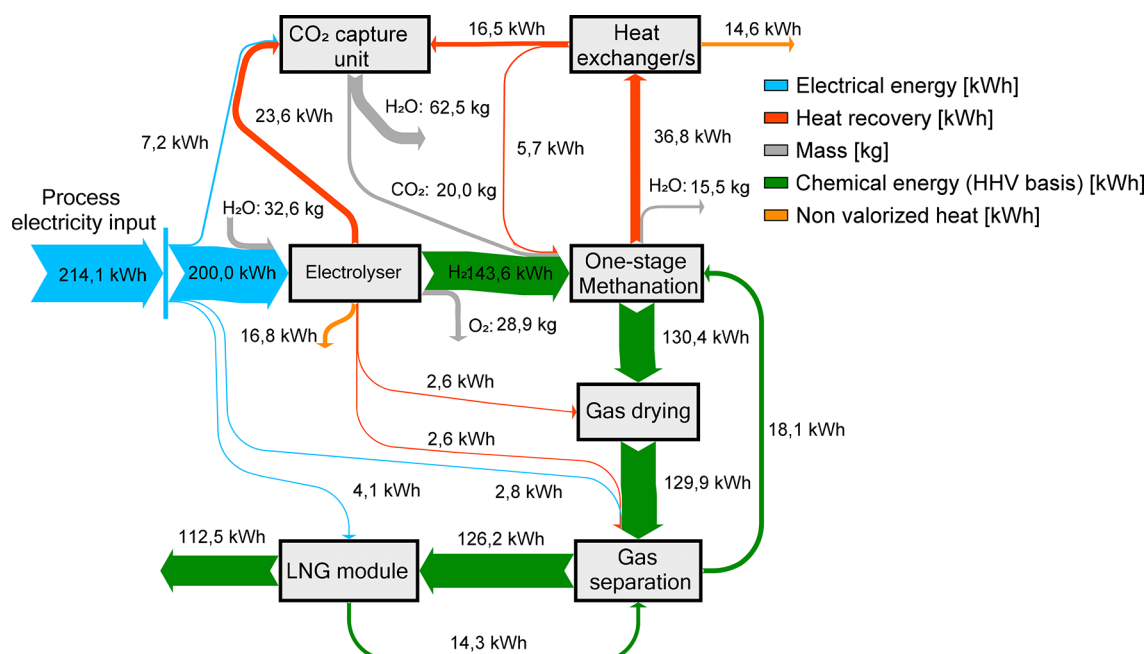 CO₂ capture
unit
16,5 kWh
Heat
exchanger/s
14,6 kWh
Electrical energy [kWh]
Heat recovery [kWh]
Mass [kg]
Chemical energy (HHV basis) [kWh]
Non valorized heat [kWh]
23,6 kWh
H₂O: 62,5 kg
7,2 kWh
5,7 kWh
36,8 kWh
CO₂: 20,0 kg
H₂O: 15,5 kg
Process
electricity input
H₂O: 32,6 kg
214,1 kWh
200,0 kWh
Electrolyser
H₂:143,6 kWh
One-stage
Methanation
16,8 kWh
O₂: 28,9 kg
130,4 kWh
2,6 kWh
Gas drying
18,1 kWh
2,6 kWh
129,9 kWh
4,1 kWh
2,8 kWh
112,5 kWh
LNG module
126,2 kWh
Gas
separation
14,3 kWh